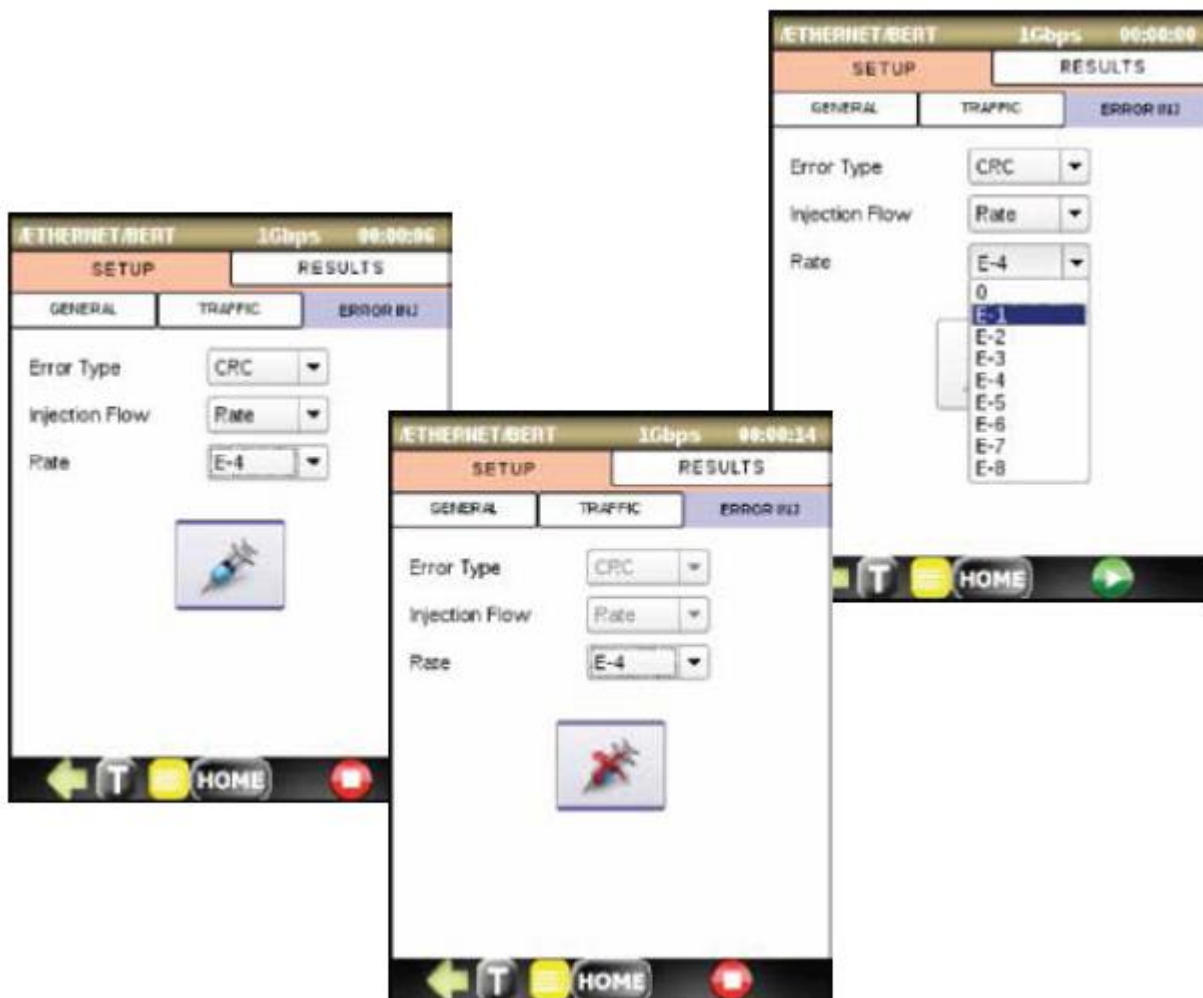 ÆTHERNET/BERT 1Gbps 00:00:06
SETUP RESULTS
GENERAL TRAFFIC ERROR INJ
Error Type CRC
Injection Flow Rate
Rate E-4
T HOME
ÆTHERNET/BERT 1Gbps 00:00:14
SETUP RESULTS
GENERAL TRAFFIC ERROR INJ
Error Type CRC
Injection Flow Rate
Rate E-4
T HOME
ÆTHERNET/BERT 1Gbps 00:00:00
SETUP RESULTS
GENERAL TRAFFIC ERROR INJ
Error Type CRC
Injection Flow Rate
Rate E-4
0
E-1
E-2
E-3
E-4
E-5
E-6
E-7
E-8
T HOME